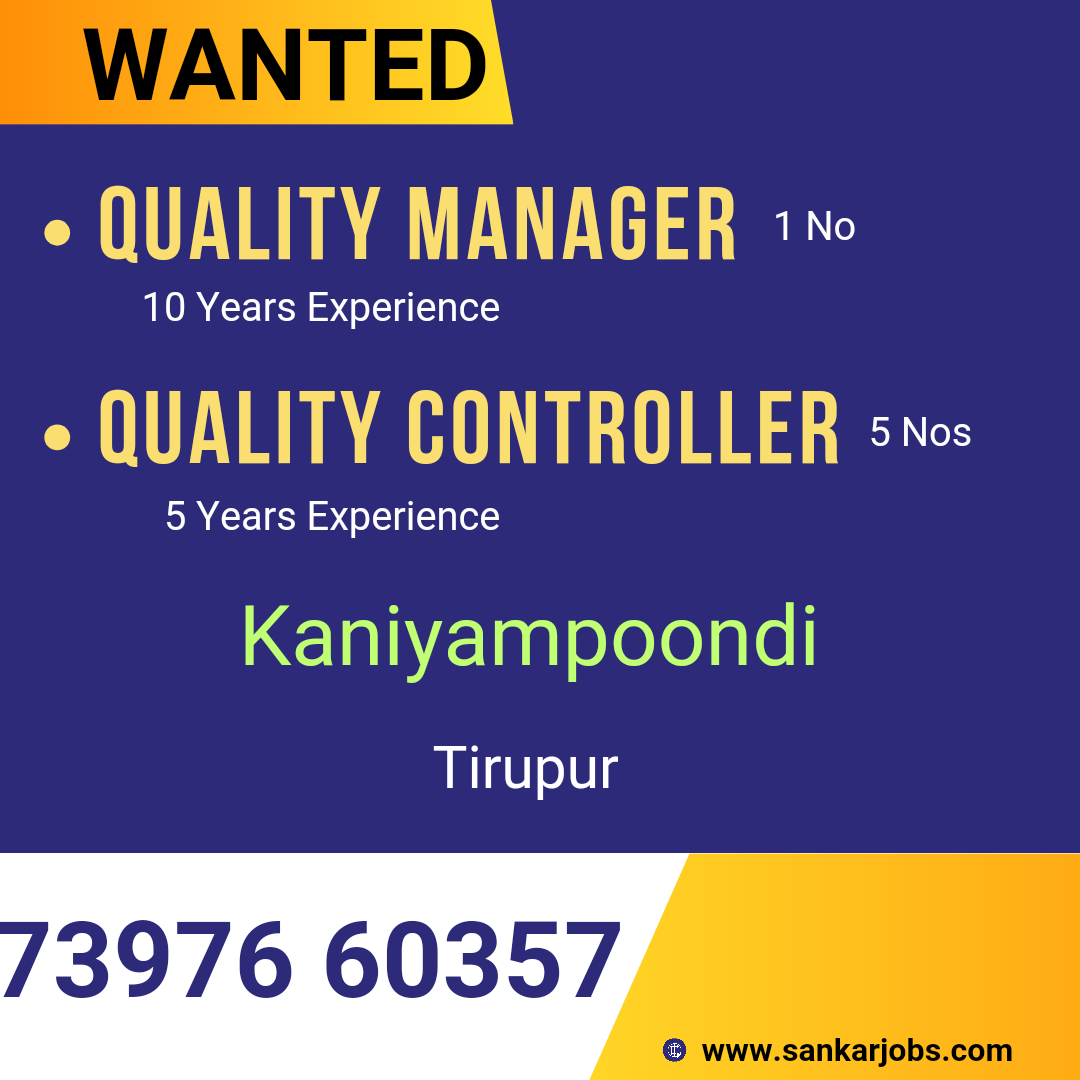 WANTED
• QUALITY MANAGER 1 No
10 Years Experience
• QUALITY CONTROLLER 5 Nos
5 Years Experience
Kaniyampoondi
Tirupur
73976 60357
www.sankarjobs.com